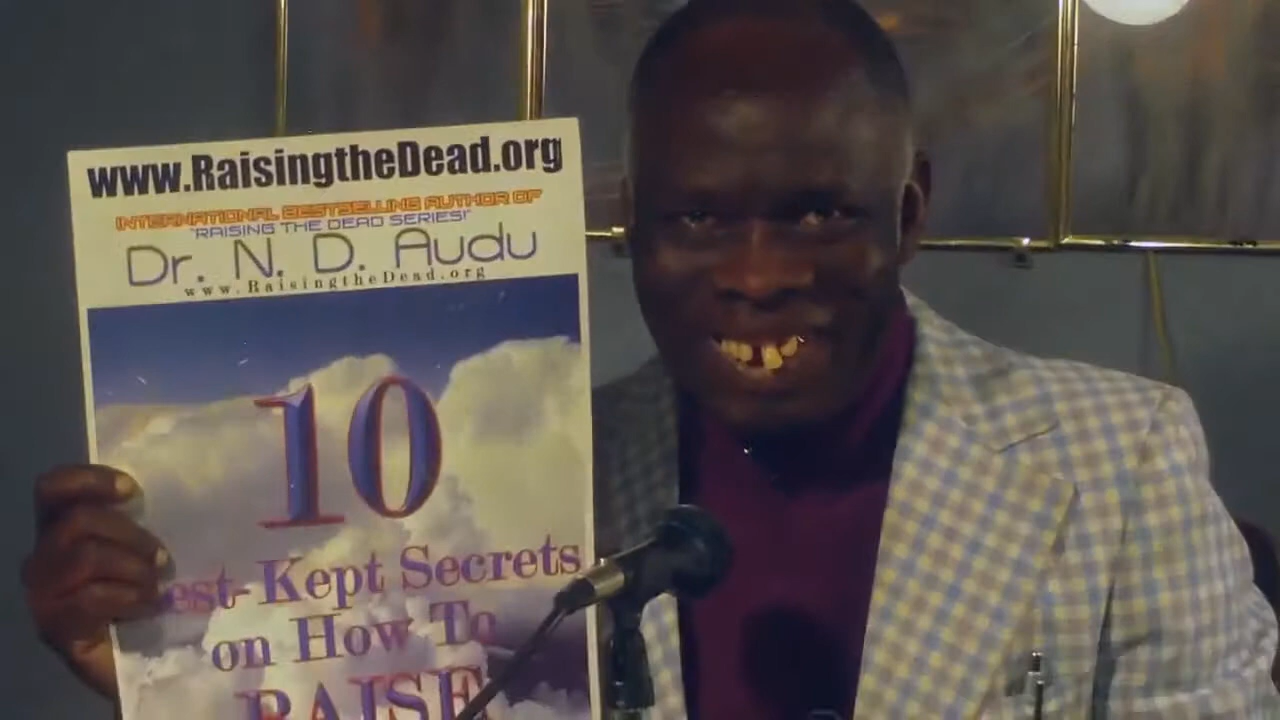 www.RaisingtheDead.org
INTERNATIONAL BESTSELLING AUTHOR OF
"RAISING THE DEAD SERIES!"
Dr. N. D. Audu
www.RaisingtheDead.org
10
est-Kept Secrets
on How To
RAISE